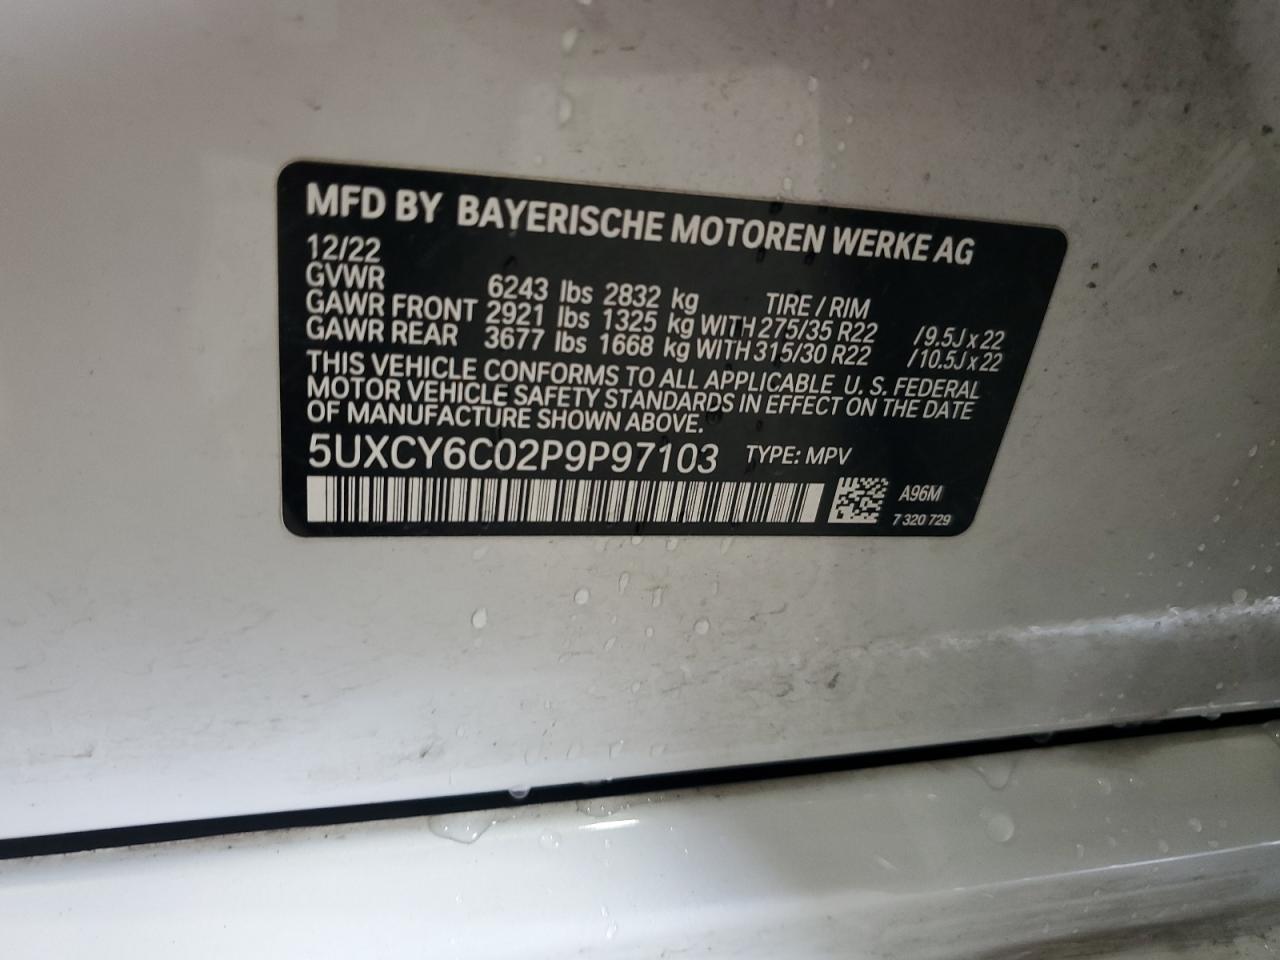 MFD BY BAYERISCHE MOTOREN WERKE AG
12/22
GVWR 6243 lbs 2832 kg TIRE / RIM
GAWR FRONT 2921 lbs 1325 kg WITH 275/35 R22 /9.5J x 22
GAWR REAR 3677 lbs 1668 kg WITH 315/30 R22 /10.5J x 22
THIS VEHICLE CONFORMS TO ALL APPLICABLE U. S. FEDERAL
MOTOR VEHICLE SAFETY STANDARDS IN EFFECT ON THE DATE
OF MANUFACTURE SHOWN ABOVE.
5UXCY6C02P9P97103 TYPE: MPV
A96M
7 320 729